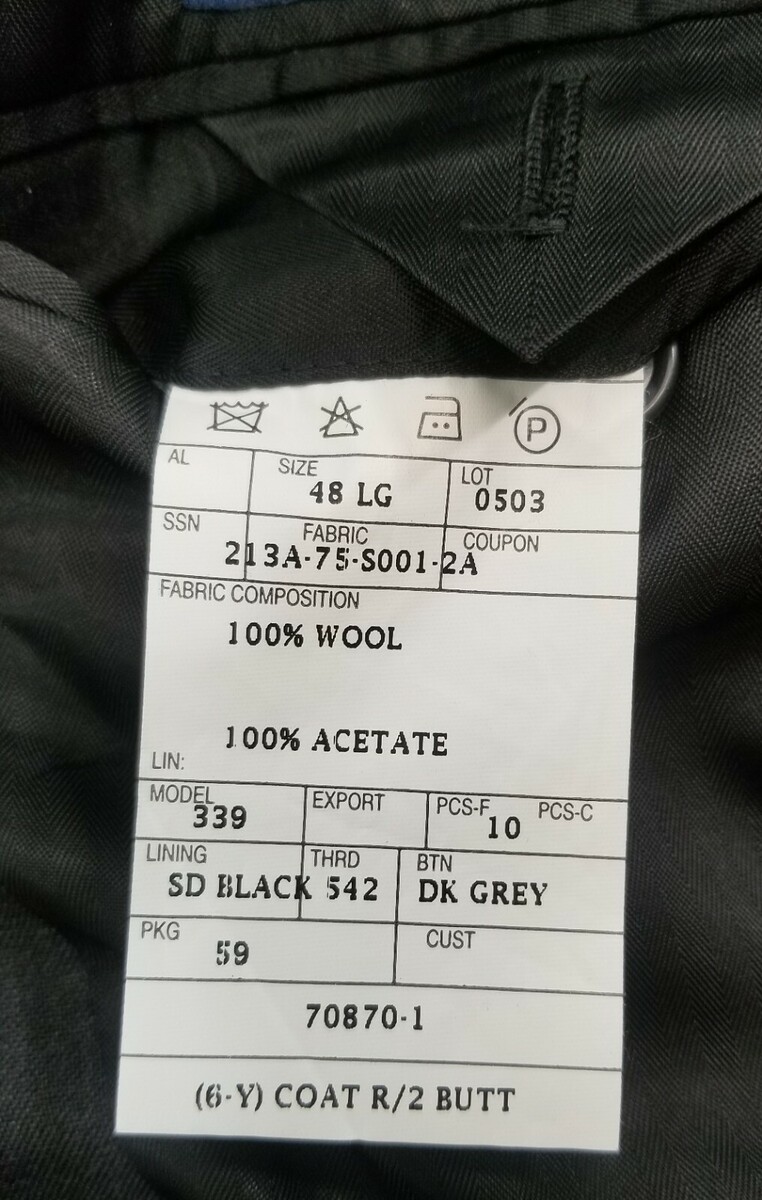 P
AL SIZE LOT
48 LG 0503
SSN FABRIC COUPON
213A-75-S001-2A
FABRIC COMPOSITION
100% WOOL
100% ACETATE
LIN:
MODEL EXPORT PCS-F PCS-C
339 10
LINING THRD BTN
SD BLACK 542 DK GREY
PKG CUST
59
70870-1
(6-Y) COAT R/2 BUTT